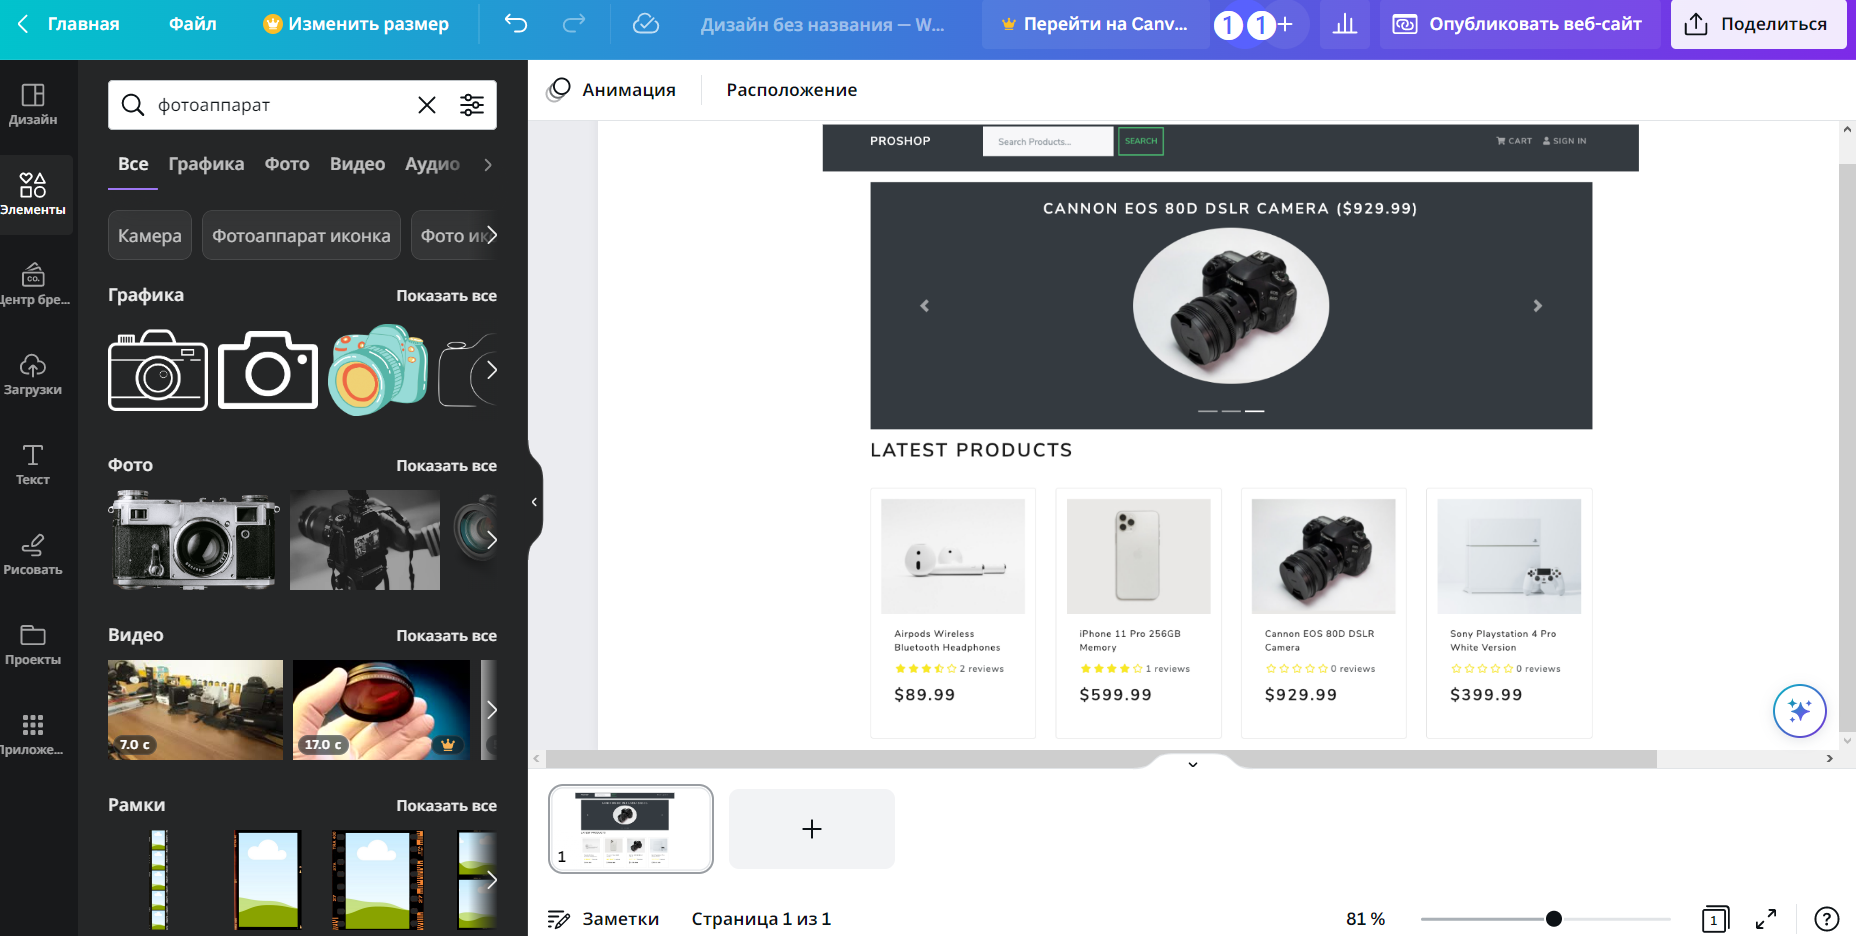 Главная
Файл
Изменить размер
Дизайн без названия — W...
Перейти на Canv...
1
1
Опубликовать веб-сайт
Поделиться
Дизайн
Элементы
Центр бре...
Загрузки
Текст
Рисовать
Проекты
Приложе...
фотоаппарат
Все
Графика
Фото
Видео
Аудио
Камера
Фотоаппарат иконка
Фото ик
Графика
Показать все
Фото
Показать все
Видео
Показать все
7.0 с
17.0 с
Рамки
Показать все
Анимация
Расположение
PROSHOP
Search Products...
SEARCH
CART
SIGN IN
CANNON EOS 80D DSLR CAMERA ($929.99)
LATEST PRODUCTS
Airpods Wireless
Bluetooth Headphones
2 reviews
$89.99
iPhone 11 Pro 256GB
Memory
1 reviews
$599.99
Cannon EOS 80D DSLR
Camera
0 reviews
$929.99
Sony Playstation 4 Pro
White Version
0 reviews
$399.99
1
Заметки
Страница 1 из 1
81 %
1